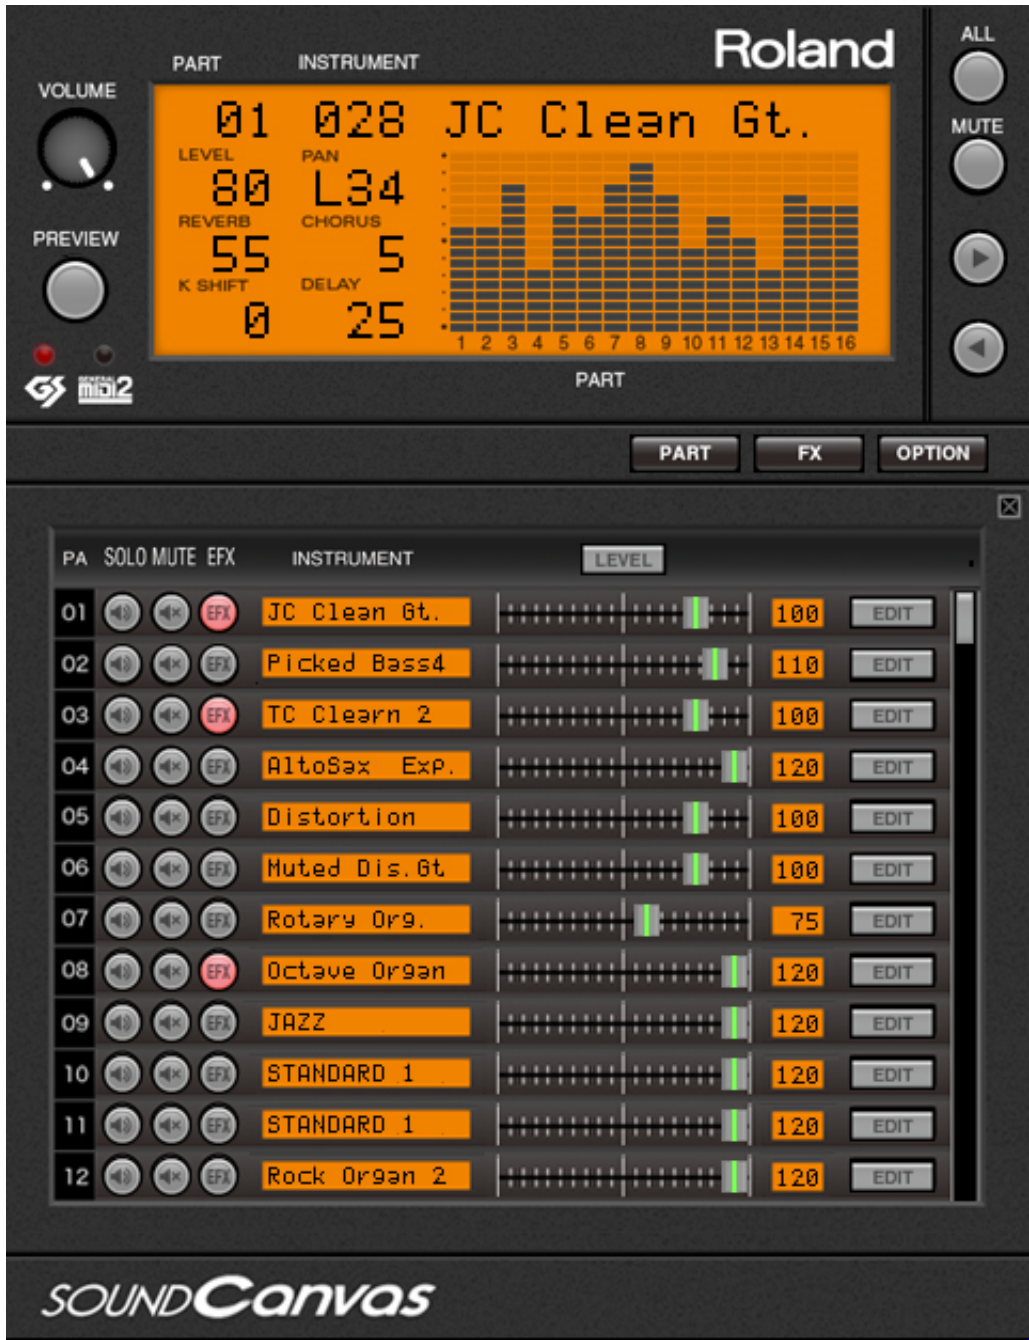 Roland
ALL
PART INSTRUMENT
VOLUME
01 028 JC Clean Gt.
MUTE
LEVEL PAN
80 L34
REVERB CHORUS
PREVIEW
55 5
K SHIFT DELAY
0 25
1 2 3 4 5 6 7 8 9 10 11 12 13 14 15 16
GS GENERAL MIDI2
PART
PART FX OPTION
PA SOLO MUTE EFX INSTRUMENT LEVEL
01 EFX JC Clean Gt. 100 EDIT
02 EFX Picked Bass4 110 EDIT
03 EFX TC Clearn 2 100 EDIT
04 EFX AltoSax Exp. 120 EDIT
05 EFX Distortion 100 EDIT
06 EFX Muted Dis.Gt 100 EDIT
07 EFX Rotary Org. 75 EDIT
08 EFX Octave Organ 120 EDIT
09 EFX JAZZ 120 EDIT
10 EFX STANDARD 1 120 EDIT
11 EFX STANDARD 1 120 EDIT
12 EFX Rock Organ 2 120 EDIT
SOUND Canvas